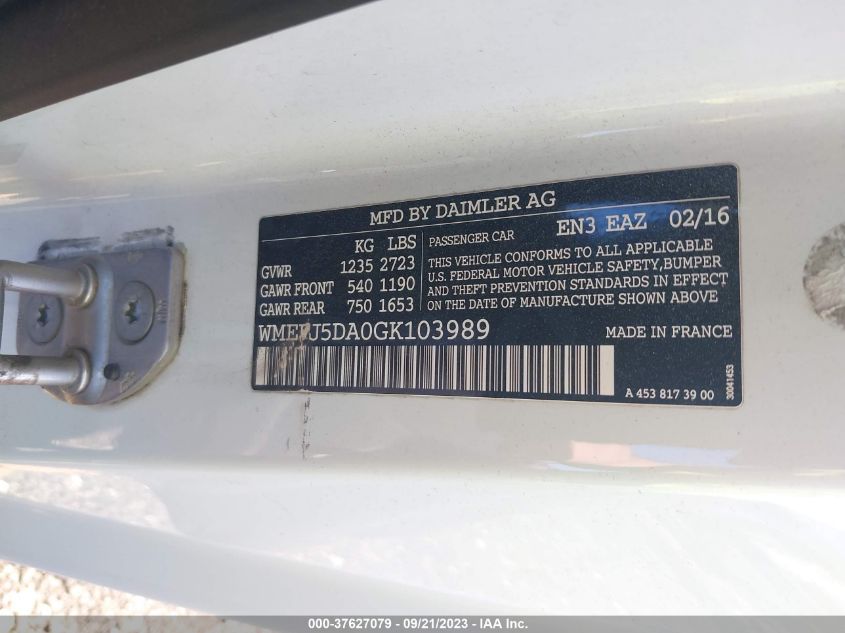 MFD BY DAIMLER AG
EN3 EAZ 02/16
KG LBS
GVWR 1235 2723
GAWR FRONT 540 1190
GAWR REAR 750 1653
PASSENGER CAR
THIS VEHICLE CONFORMS TO ALL APPLICABLE
U.S. FEDERAL MOTOR VEHICLE SAFETY,BUMPER
AND THEFT PREVENTION STANDARDS IN EFFECT
ON THE DATE OF MANUFACTURE SHOWN ABOVE.
WMEFJ5DA0GK103989
MADE IN FRANCE
A 453 817 39 00
30041453
000-37627079 - 09/21/2023 - IAA Inc.